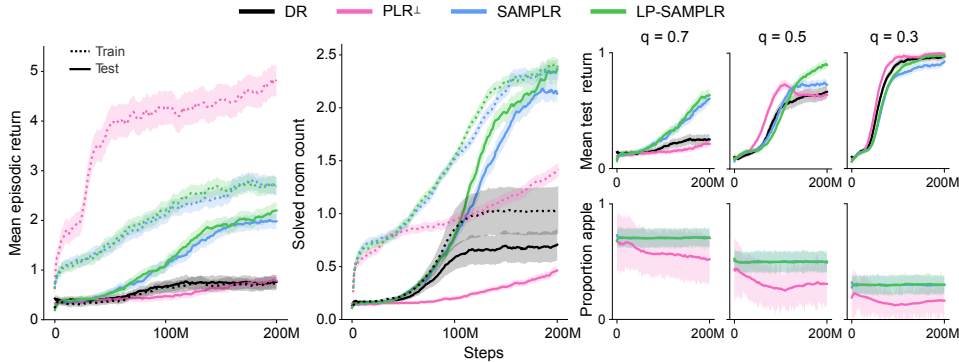 DR PLR⊥ SAMPLR LP-SAMPLR
Train
Test
Mean episodic return
5
4
3
2
1
0
0 100M 200M
Solved room count
2.5
2.0
1.5
1.0
0.5
0.0
0 100M 200M
Steps
q = 0.7 q = 0.5 q = 0.3
Mean test return
1
0
0 200M 0 200M 0 200M
Proportion apple
1
0
0 200M 0 200M 0 200M